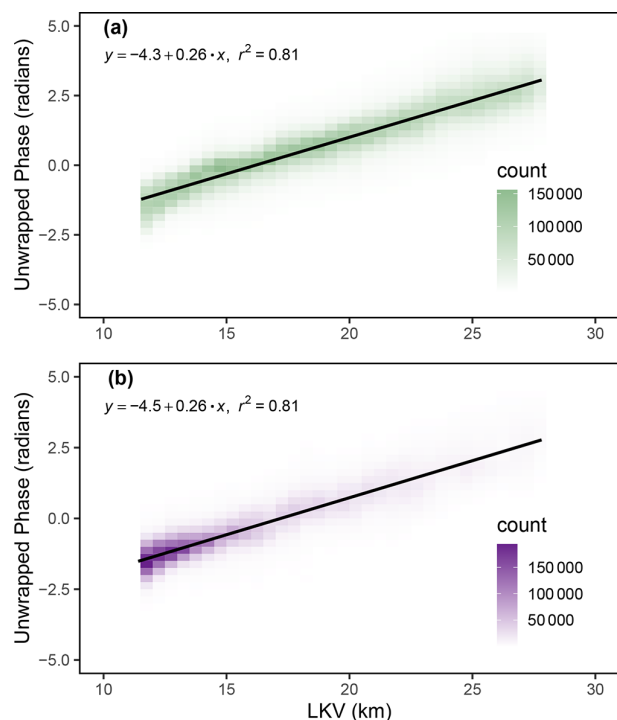 (a)
y = −4.3 + 0.26 · x, r² = 0.81
Unwrapped Phase (radians)
5.0
2.5
0.0
−2.5
−5.0
count
150 000
100 000
50 000
10 15 20 25 30
(b)
y = −4.5 + 0.26 · x, r² = 0.81
Unwrapped Phase (radians)
5.0
2.5
0.0
−2.5
−5.0
count
150 000
100 000
50 000
10 15 20 25 30
LKV (km)